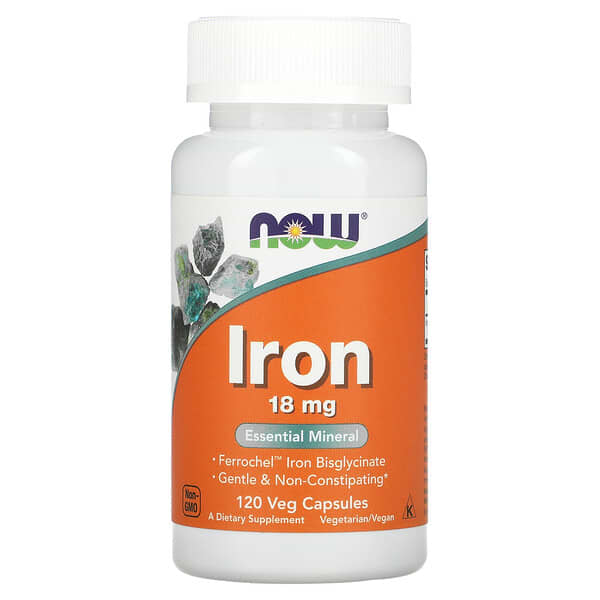 NOW®
Iron
18 mg
Essential Mineral
• Ferrochel™ Iron Bisglycinate
• Gentle & Non-Constipating*
120 Veg Capsules
Non-
GMO
A Dietary Supplement Vegetarian/Vegan
K